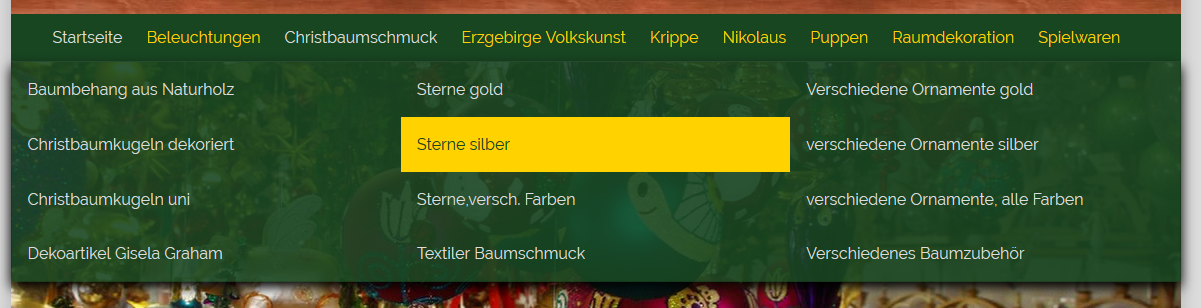 Startseite Beleuchtungen Christbaumschmuck Erzgebirge Volkskunst Krippe Nikolaus Puppen Raumdekoration Spielwaren
Baumbehang aus Naturholz Sterne gold Verschiedene Ornamente gold
Christbaumkugeln dekoriert Sterne silber verschiedene Ornamente silber
Christbaumkugeln uni Sterne,versch. Farben verschiedene Ornamente, alle Farben
Dekoartikel Gisela Graham Textiler Baumschmuck Verschiedenes Baumzubehör